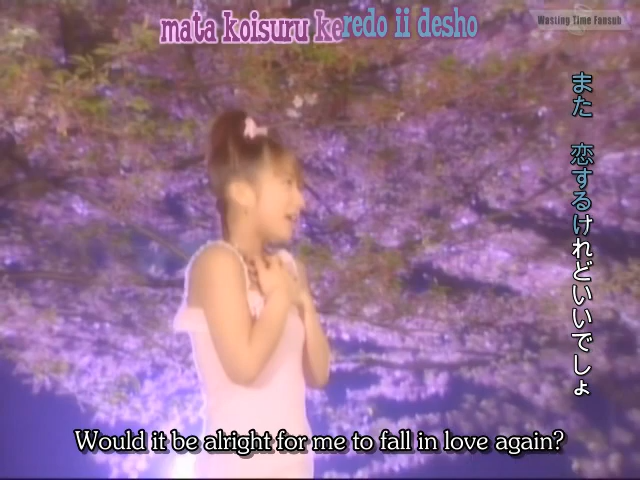 mata koisuru keredo ii desho
Wasting Time Fansub
また 恋するけれどいいでしょ
Would it be alright for me to fall in love again?